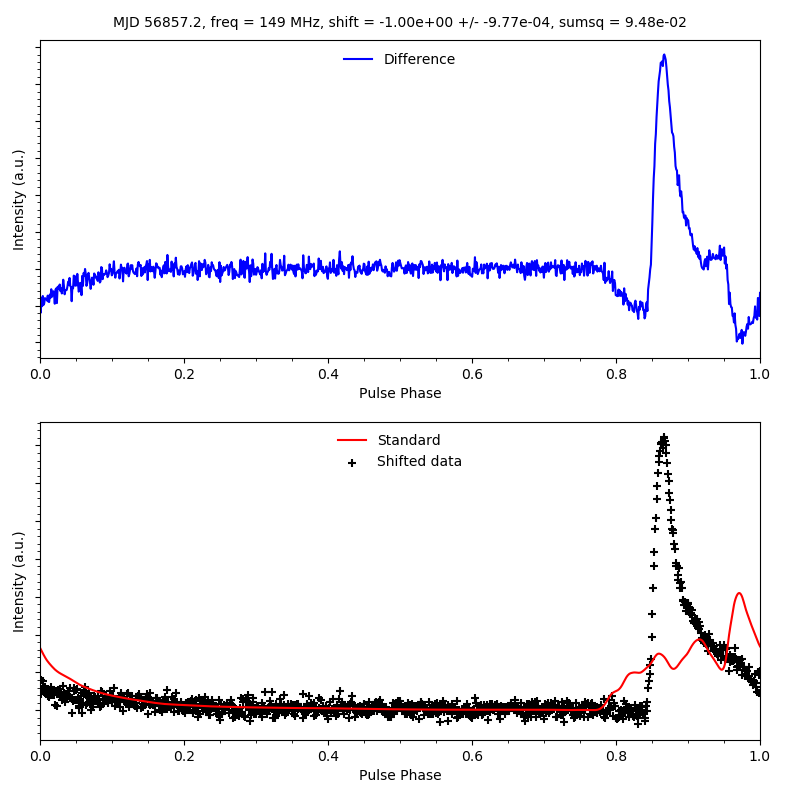 MJD 56857.2, freq = 149 MHz, shift = -1.00e+00 +/- -9.77e-04, sumsq = 9.48e-02
Difference
Intensity (a.u.)
0.0 0.2 0.4 0.6 0.8 1.0
Pulse Phase
Standard
Shifted data
Intensity (a.u.)
0.0 0.2 0.4 0.6 0.8 1.0
Pulse Phase